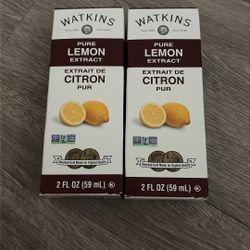 WATKINS
PURE
LEMON
EXTRACT
EXTRAIT DE
CITRON
PUR
2 FL OZ (59 mL)
WATKINS
PURE
LEMON
EXTRACT
EXTRAIT DE
CITRON
PUR
2 FL OZ (59 mL)